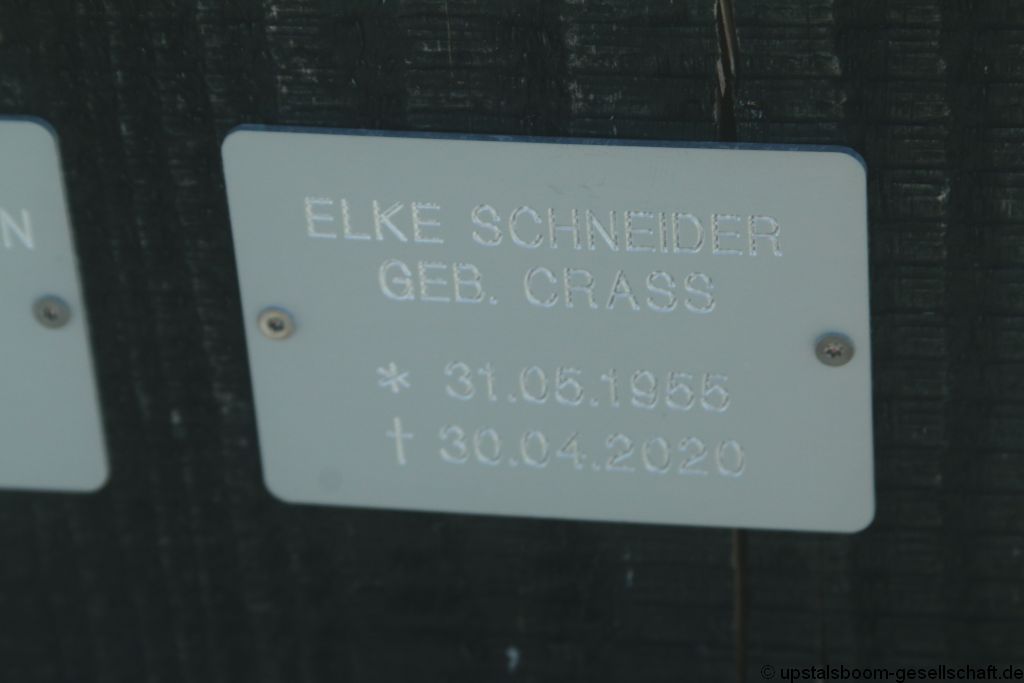 N
ELKE SCHNEIDER
GEB. CRASS
* 31.05.1955
† 30.04.2020
© upstalsboom-gesellschaft.de